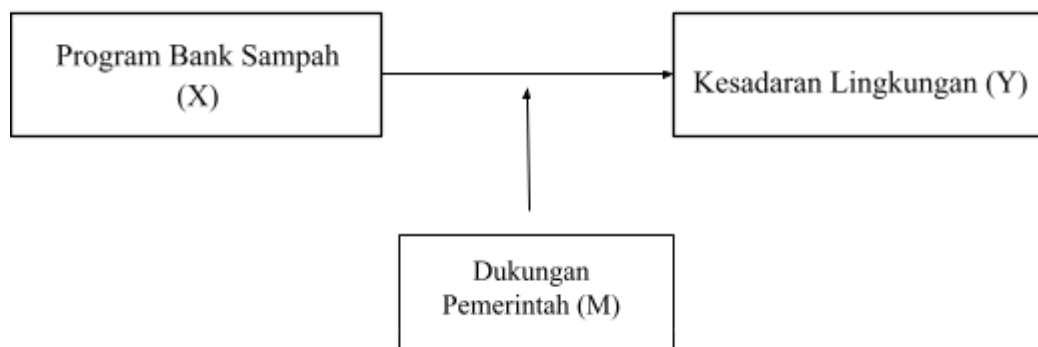 Program Bank Sampah
(X)
Kesadaran Lingkungan (Y)
Dukungan
Pemerintah (M)